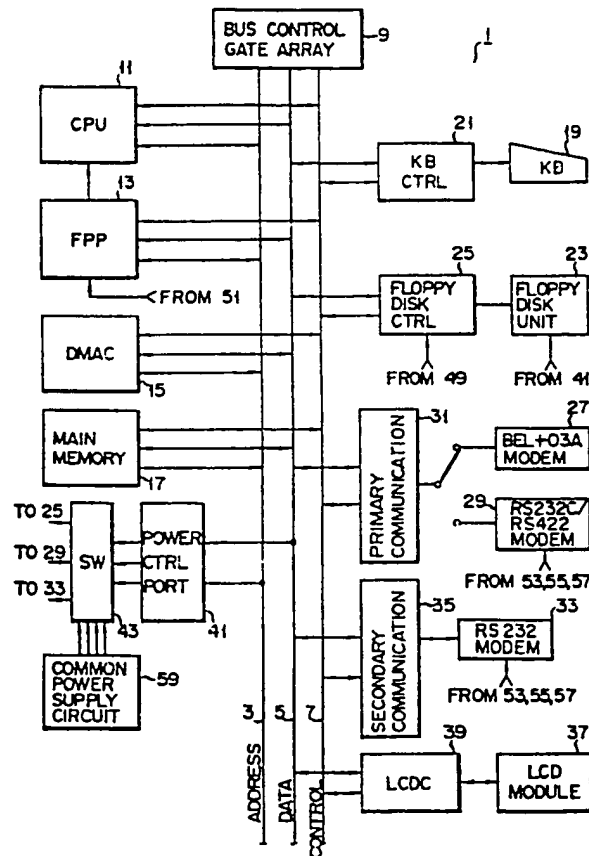 BUS CONTROL
GATE ARRAY
9
1
11
CPU
21
19
KB
CTRL
KB
13
FPP
FROM 51
25
23
FLOPPY
DISK
CTRL
FLOPPY
DISK
UNIT
FROM 49
FROM 41
DMAC
15
31
27
MAIN
MEMORY
17
PRIMARY COMMUNICATION
BEL+03A
MODEM
29
RS232C/
RS422
MODEM
FROM 53,55,57
TO 25
TO 29
TO 33
SW
POWER
CTRL
PORT
43
41
35
33
SECONDARY COMMUNICATION
RS 232
MODEM
FROM 53,55,57
COMMON
POWER
SUPPLY
CIRCUIT
59
3
5
7
ADDRESS
DATA
CONTROL
39
37
LCDC
LCD
MODULE